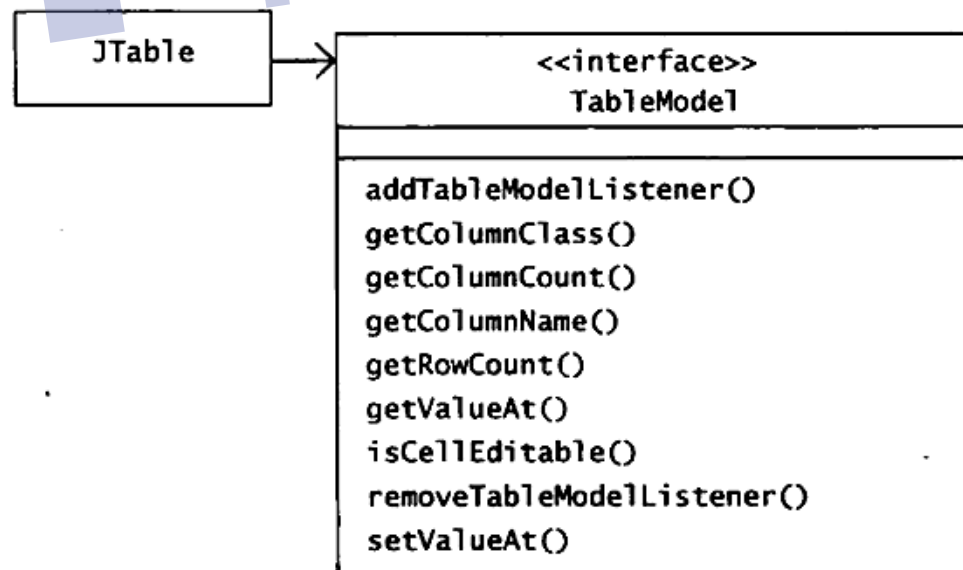 JTable
<<interface>>
TableModel
addTableModelListener()
getColumnClass()
getColumnCount()
getColumnName()
getRowCount()
getValueAt()
isCellEditable()
removeTableModelListener()
setValueAt()